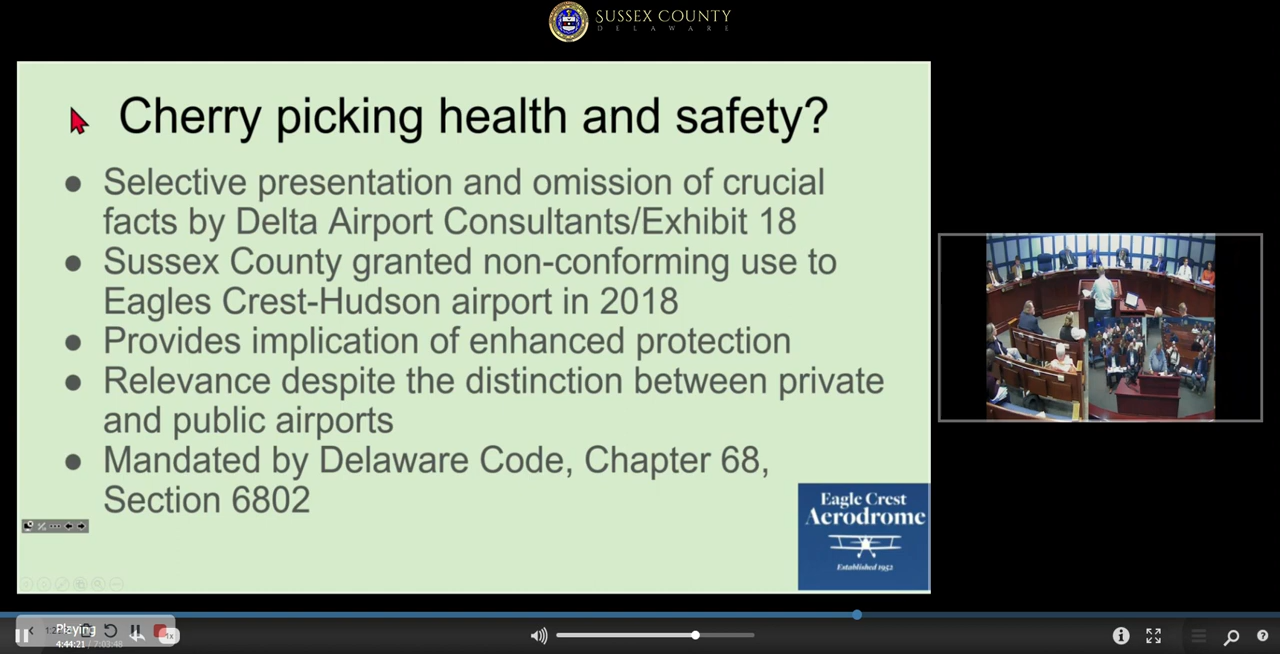 SUSSEX COUNTY
DELAWARE
Cherry picking health and safety?
● Selective presentation and omission of crucial
facts by Delta Airport Consultants/Exhibit 18
● Sussex County granted non-conforming use to
Eagles Crest-Hudson airport in 2018
● Provides implication of enhanced protection
● Relevance despite the distinction between private
and public airports
● Mandated by Delaware Code, Chapter 68,
Section 6802
Eagle Crest
Aerodrome
Established 1952
Playing
1x
4:44:21 / 7:03:48